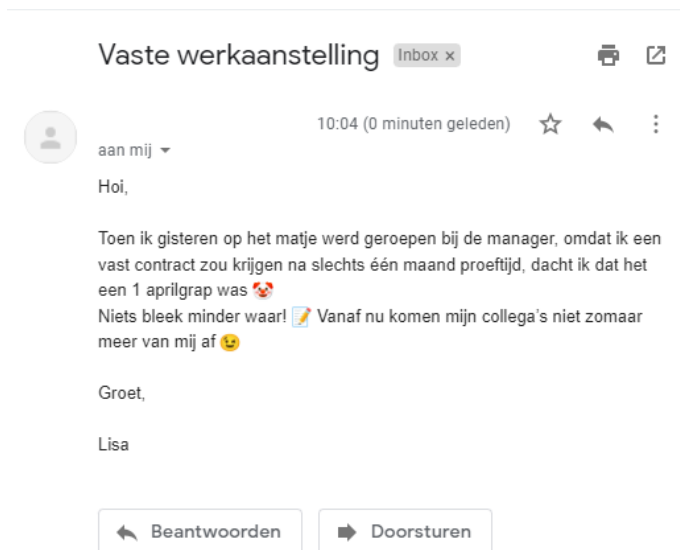 Vaste werkaanstelling Inbox x
10:04 (0 minuten geleden)
aan mij
Hoi,
Toen ik gisteren op het matje werd geroepen bij de manager, omdat ik een
vast contract zou krijgen na slechts één maand proeftijd, dacht ik dat het
een 1 aprilgrap was 🤡
Niets bleek minder waar! 📝 Vanaf nu komen mijn collega's niet zomaar
meer van mij af 😉
Groet,
Lisa
Beantwoorden Doorsturen